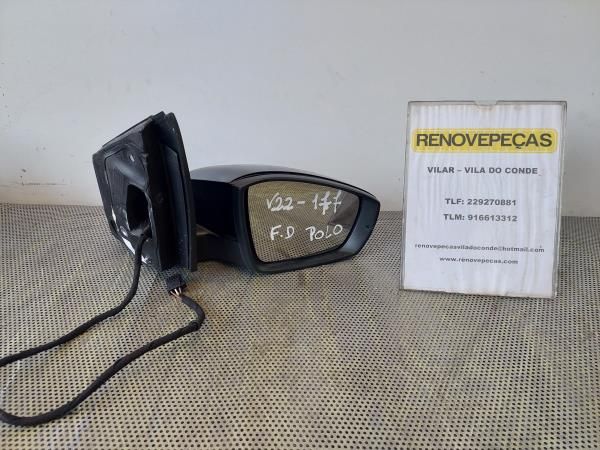 V22-177
F.D POLO
RENOVEPEÇAS
VILAR – VILA DO CONDE
TLF: 229270881
TLM: 916613312
renovepecasviladoconde@hotmail.com
www.renovepecas.com